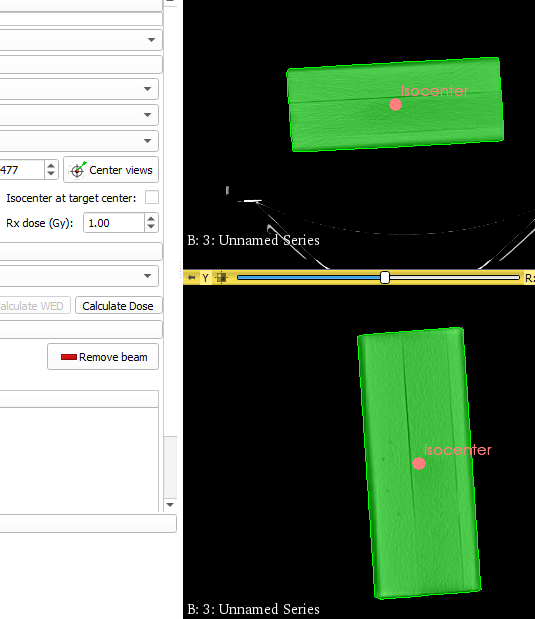 477
Center views
Isocenter at target center:
Rx dose (Gy):
1.00
alculate WED
Calculate Dose
Remove beam
Isocenter
B: 3: Unnamed Series
Y
R:
Isocenter
B: 3: Unnamed Series